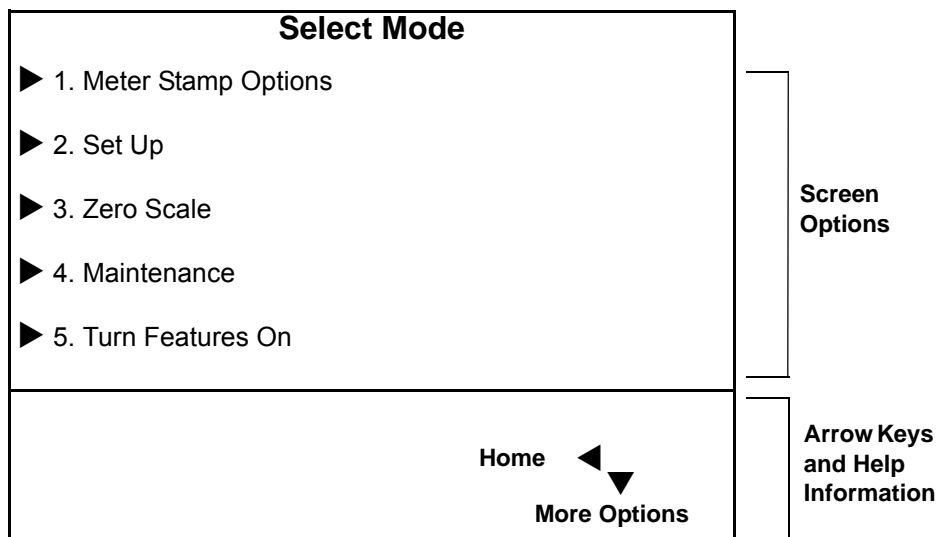 Select Mode
1. Meter Stamp Options
2. Set Up
3. Zero Scale
4. Maintenance
5. Turn Features On
Screen
Options
Home
More Options
Arrow Keys
and Help
Information